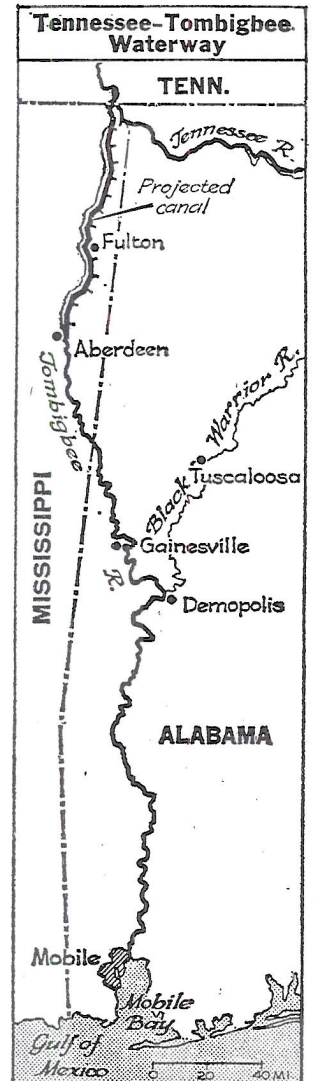 Tennessee-Tombigbee
Waterway
TENN.
Tennessee R.
Projected
canal
Fulton
Aberdeen
Tombigbee
R.
Black Warrior R.
Tuscaloosa
MISSISSIPPI
Gainesville
Demopolis
ALABAMA
Mobile
Mobile
Bay
Gulf of
Mexico
0 20 40 MI.